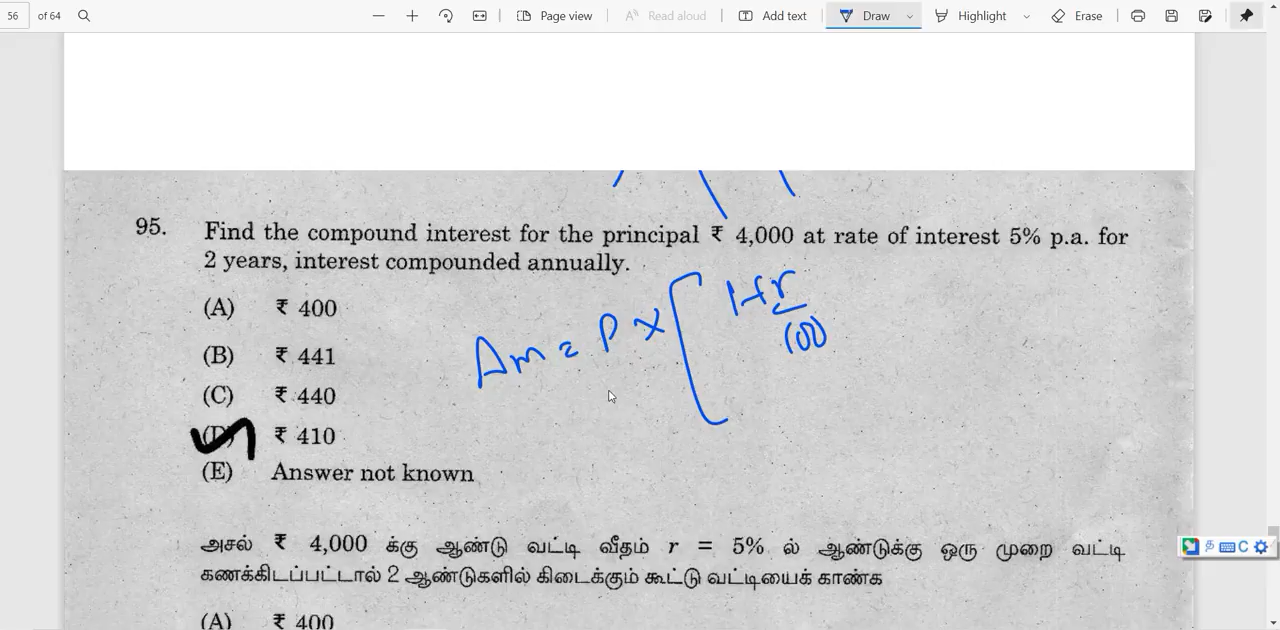 56 of 64 Page view Read aloud Add text Draw Highlight Erase
95. Find the compound interest for the principal ₹ 4,000 at rate of interest 5% p.a. for
2 years, interest compounded annually.
(A) ₹ 400
(B) ₹ 441
(C) ₹ 440
(D) ₹ 410
(E) Answer not known
Am = P × [ 1+r
100
அசல் ₹ 4,000 க்கு ஆண்டு வட்டி வீதம் r = 5% ல் ஆண்டுக்கு ஒரு முறை வட்டி
கணக்கிடப்பட்டால் 2 ஆண்டுகளில் கிடைக்கும் கூட்டு வட்டியைக் காண்க
(A) ₹ 400